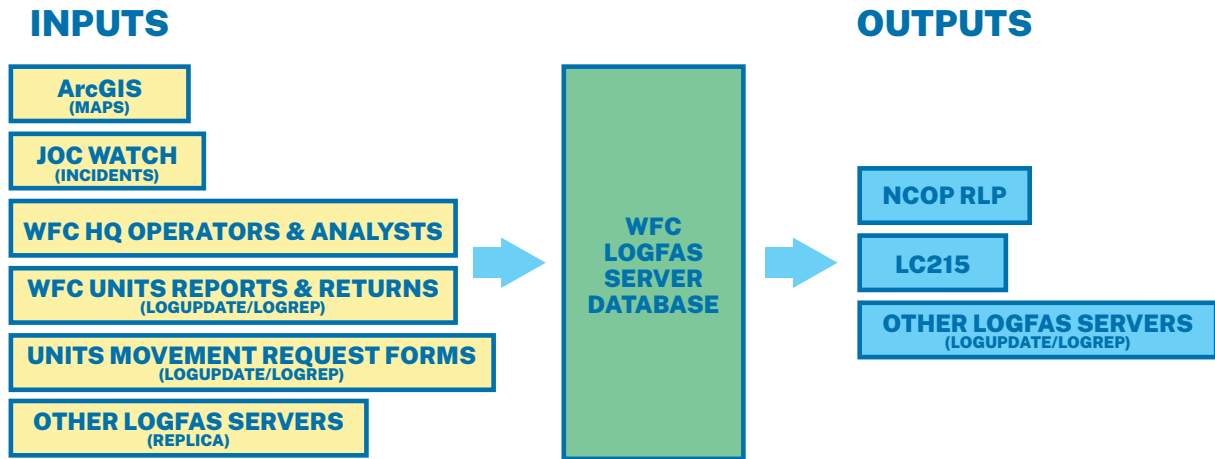 INPUTS
ArcGIS
(MAPS)
JOC WATCH
(INCIDENTS)
WFC HQ OPERATORS & ANALYSTS
WFC UNITS REPORTS & RETURNS
(LOGUPDATE/LOGREP)
UNITS MOVEMENT REQUEST FORMS
(LOGUPDATE/LOGREP)
OTHER LOGFAS SERVERS
(REPLICA)
WFC
LOGFAS
SERVER
DATABASE
OUTPUTS
NCOP RLP
LC215
OTHER LOGFAS SERVERS
(LOGUPDATE/LOGREP)